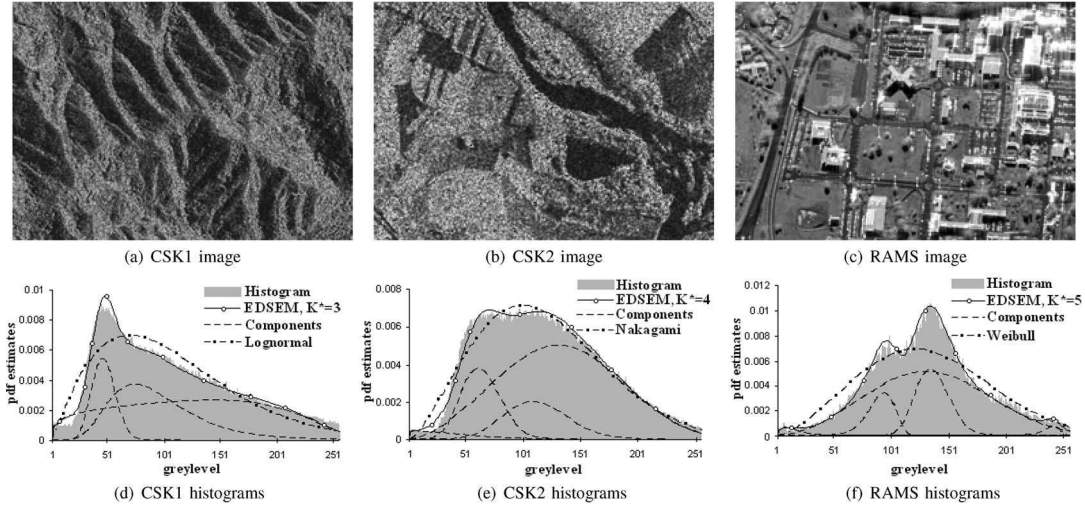 (a) CSK1 image
(b) CSK2 image
(c) RAMS image
0.01
0.008
0.006
0.004
0.002
0
pdf estimates
Histogram
EDSEM, K*=3
Components
Lognormal
1 51 101 151 201 251
greylevel
0.008
0.006
0.004
0.002
0
pdf estimates
Histogram
EDSEM, K*=4
Components
Nakagami
1 51 101 151 201 251
greylevel
0.012
0.010
0.008
0.006
0.004
0.002
0
pdf estimates
Histogram
EDSEM, K*=5
Components
Weibull
1 51 101 151 201 251
greylevel
(d) CSK1 histograms
(e) CSK2 histograms
(f) RAMS histograms